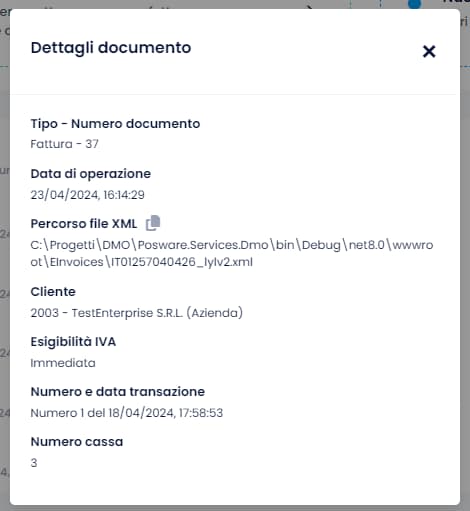 Dettagli documento
Tipo - Numero documento
Fattura - 37
Data di operazione
23/04/2024, 16:14:29
Percorso file XML
C:\Progetti\DMO\Posware.Services.Dmo\bin\Debug\net8.0\wwwro
ot\EInvoices\IT01257040426_lylv2.xml
Cliente
2003 - TestEnterprise S.R.L. (Azienda)
Esigibilità IVA
Immediata
Numero e data transazione
Numero 1 del 18/04/2024, 17:58:53
Numero cassa
3